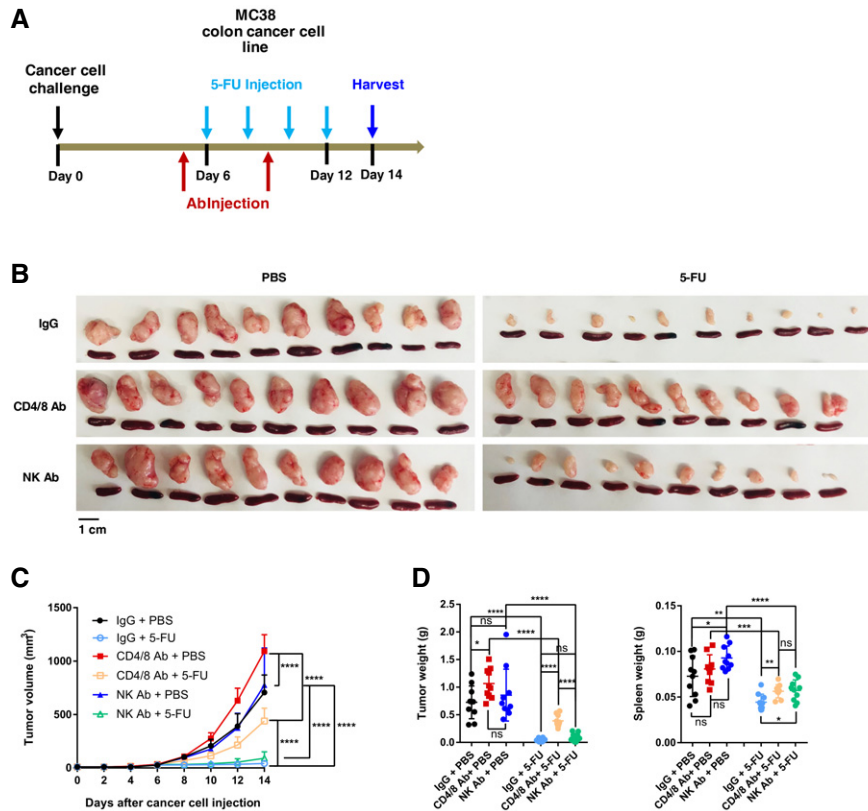 A
MC38
colon cancer cell
line
Cancer cell
challenge
5-FU Injection
Harvest
Day 0
Day 6
Day 12
Day 14
AbInjection
B
PBS
5-FU
IgG
CD4/8 Ab
NK Ab
1 cm
C
Tumor volume (mm3)
1500
1000
500
0
0 2 4 6 8 10 12 14
Days after cancer cell injection
IgG + PBS
IgG + 5-FU
CD4/8 Ab + PBS
CD4/8 Ab + 5-FU
NK Ab + PBS
NK Ab + 5-FU
****
****
****
****
D
Tumor weight (g)
2.5
2.0
1.5
1.0
0.5
0.0
****
****
ns
*
****
ns
****
****
ns
IgG + PBS
CD4/8 Ab+ PBS
NK Ab + PBS
IgG + 5-FU
CD4/8 Ab + 5-FU
NK Ab + 5-FU
Spleen weight (g)
0.15
0.10
0.05
0.00
****
**
*
***
ns
**
ns
ns
*
IgG + PBS
CD4/8 Ab+ PBS
NK Ab + PBS
IgG + 5-FU
CD4/8 Ab + 5-FU
NK Ab + 5-FU